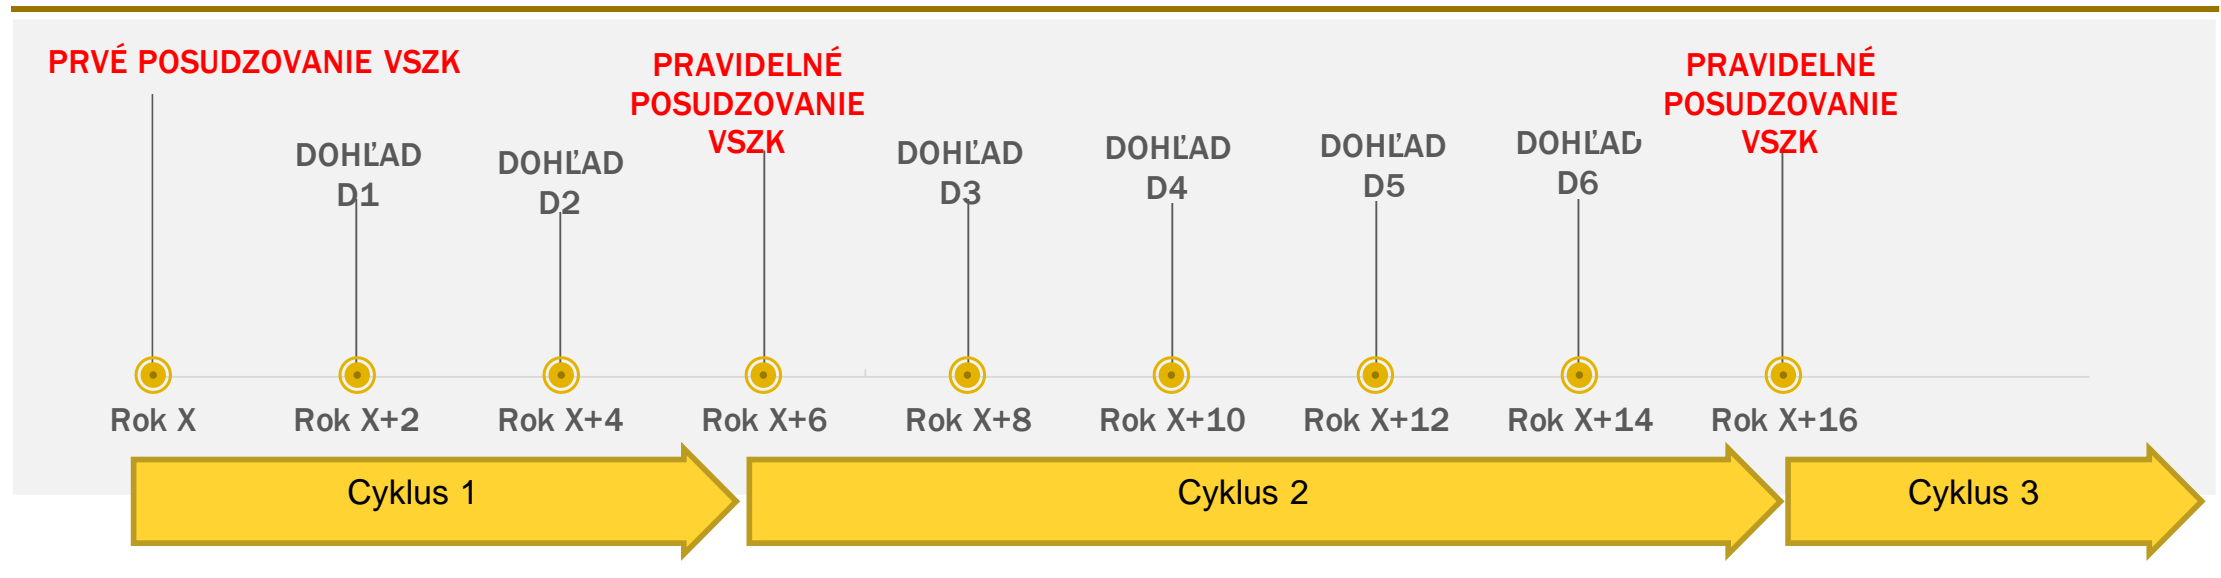 PRVÉ POSUDZOVANIE VSZK
DOHĽAD
D1
DOHĽAD
D2
PRAVIDELNÉ
POSUDZOVANIE
VSZK
DOHĽAD
D3
DOHĽAD
D4
DOHĽAD
D5
DOHĽAD
D6
PRAVIDELNÉ
POSUDZOVANIE
VSZK
Rok X
Rok X+2
Rok X+4
Rok X+6
Rok X+8
Rok X+10
Rok X+12
Rok X+14
Rok X+16
Cyklus 1
Cyklus 2
Cyklus 3